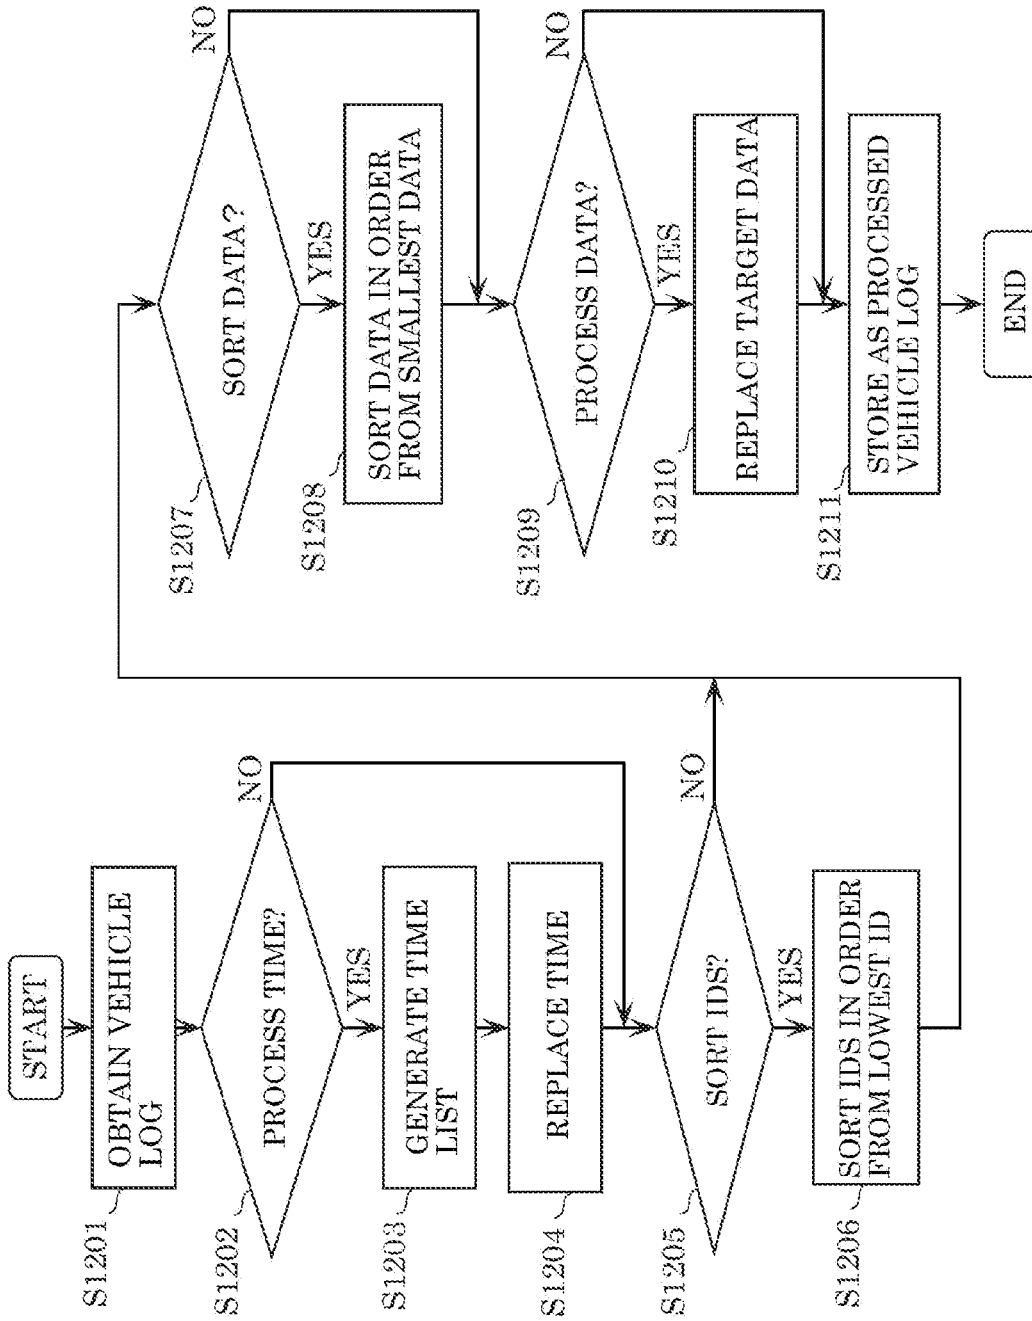 START
S1201
OBTAIN VEHICLE
LOG
S1202
PROCESS TIME?
NO
YES
S1203
GENERATE TIME
LIST
S1204
REPLACE TIME
S1205
SORT IDS?
NO
YES
S1206
SORT IDS IN ORDER
FROM LOWEST ID
S1207
SORT DATA?
NO
YES
S1208
SORT DATA IN ORDER
FROM SMALLEST DATA
S1209
PROCESS DATA?
NO
YES
S1210
REPLACE TARGET DATA
S1211
STORE AS PROCESSED
VEHICLE LOG
END